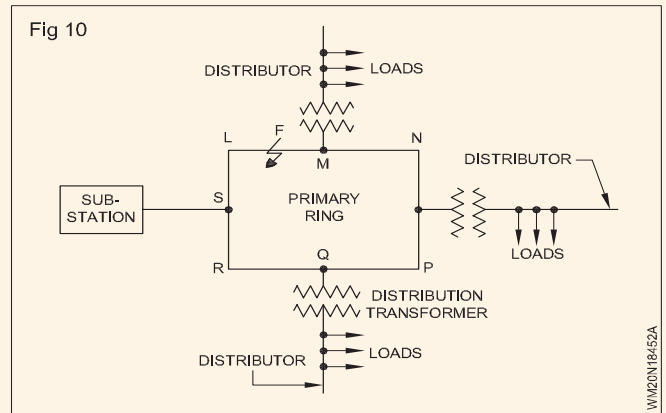 Fig 10
DISTRIBUTOR
LOADS
L
F
M
N
DISTRIBUTOR
SUB-
STATION
S
PRIMARY
RING
LOADS
R
Q
P
DISTRIBUTION
TRANSFORMER
LOADS
DISTRIBUTOR
WM20N18452A